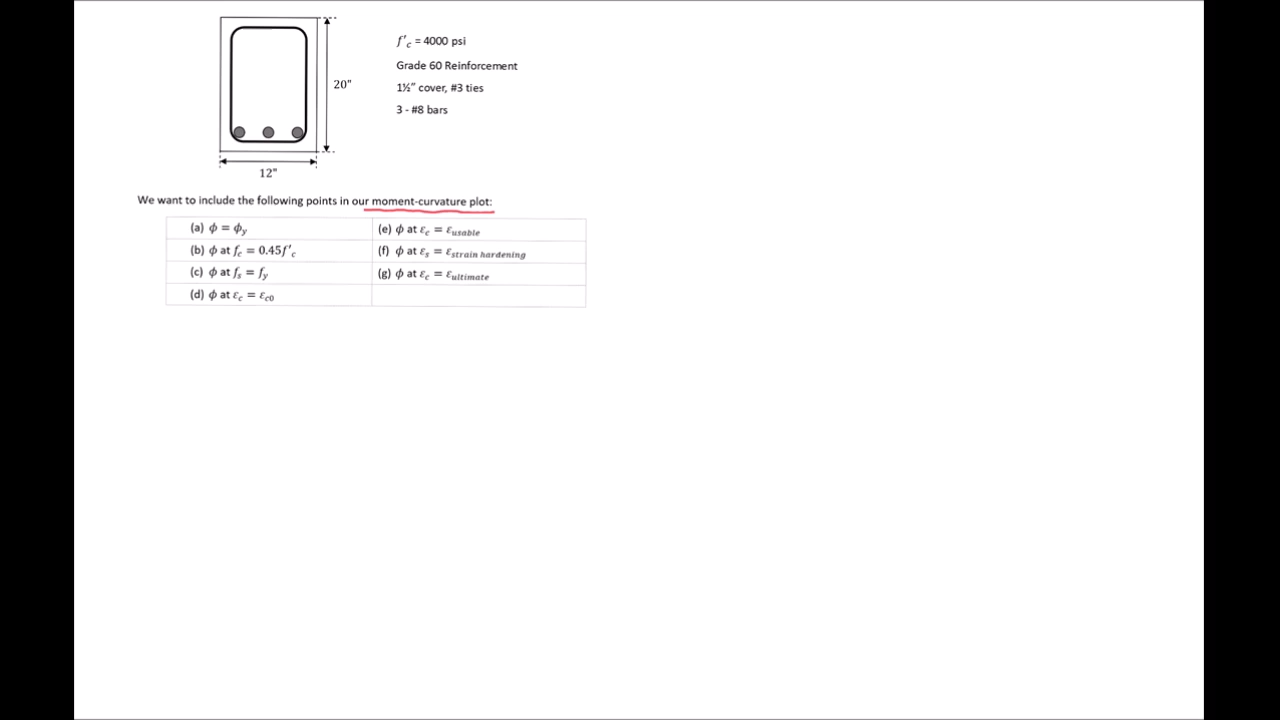 f'c = 4000 psi
Grade 60 Reinforcement
20"
1½" cover, #3 ties
3 - #8 bars
12"
We want to include the following points in our moment-curvature plot:
(a) ϕ = ϕy
(e) ϕ at εc = εusable
(b) ϕ at fc = 0.45f'c
(f) ϕ at εs = εstrain hardening
(c) ϕ at fs = fy
(g) ϕ at εc = εultimate
(d) ϕ at εc = εc0